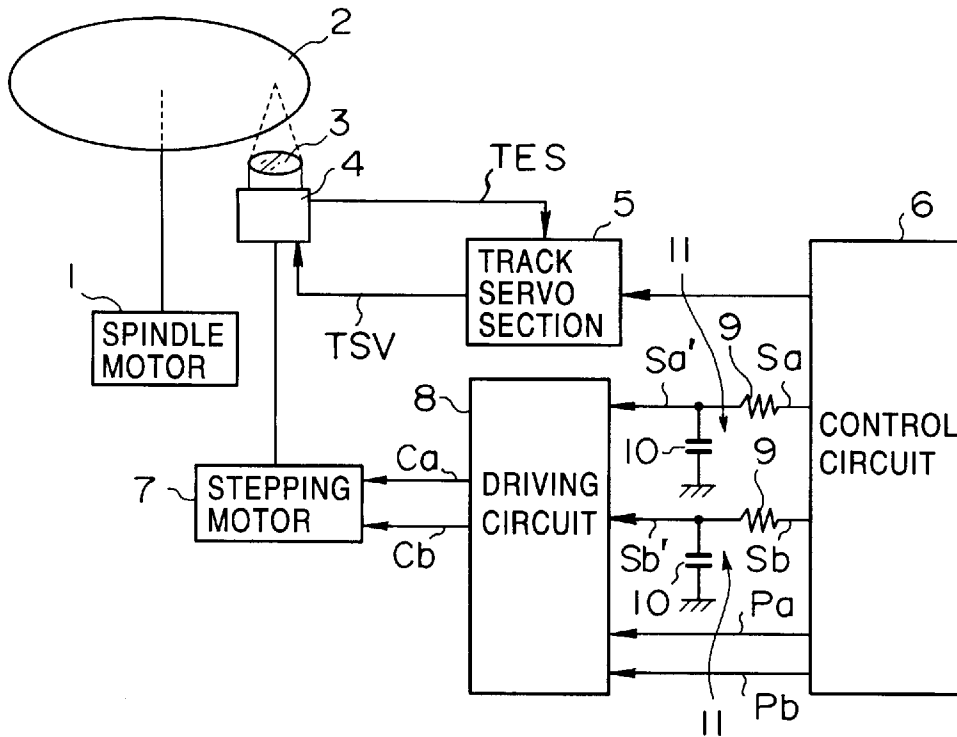 2
3
4
TES
5
6
TRACK
SERVO
SECTION
11
1
SPINDLE
MOTOR
TSV
9
Sa'
Sa
8
10
CONTROL
CIRCUIT
Ca
9
7
STEPPING
MOTOR
DRIVING
CIRCUIT
Cb
Sb'
Sb
10
Pa
11
Pb